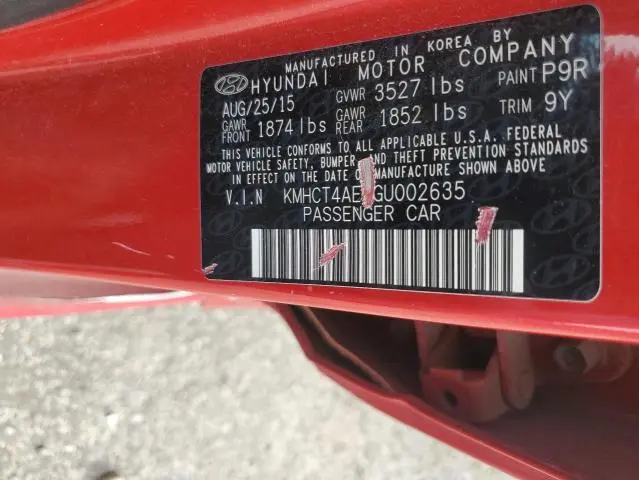 MANUFACTURED IN KOREA BY
HYUNDAI MOTOR COMPANY
AUG/25/15 GVWR 3527 lbs PAINT P9R
GAWR FRONT 1874 lbs GAWR REAR 1852 lbs TRIM 9Y
THIS VEHICLE CONFORMS TO ALL APPLICABLE U.S.A. FEDERAL
MOTOR VEHICLE SAFETY, BUMPER AND THEFT PREVENTION STANDARDS
IN EFFECT ON THE DATE OF MANUFACTURE SHOWN ABOVE
V.I.N
PASSENGER CAR